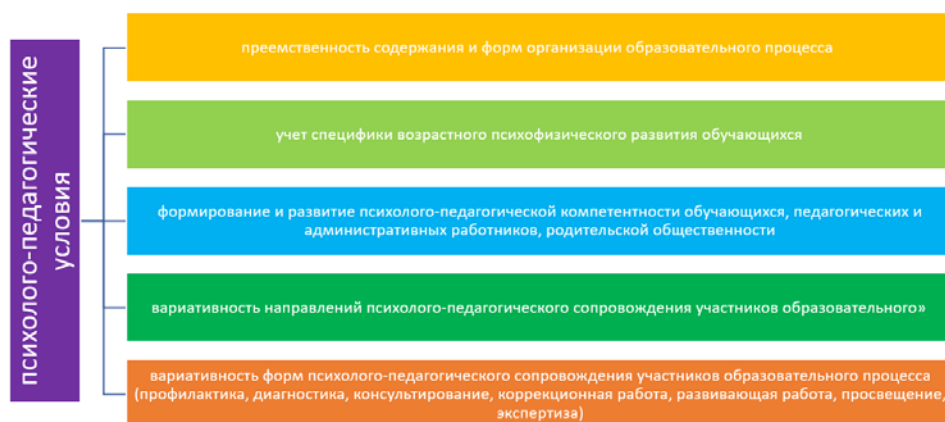 психолого-педагогические
условия
преемственность содержания и форм организации образовательного процесса
учет специфики возрастного психофизического развития обучающихся
формирование и развитие психолого-педагогической компетентности обучающихся, педагогических и
административных работников, родительской общественности
вариативность направлений психолого-педагогического сопровождения участников образовательного»
вариативность форм психолого-педагогического сопровождения участников образовательного процесса
(профилактика, диагностика, консультирование, коррекционная работа, развивающая работа, просвещение,
экспертиза)